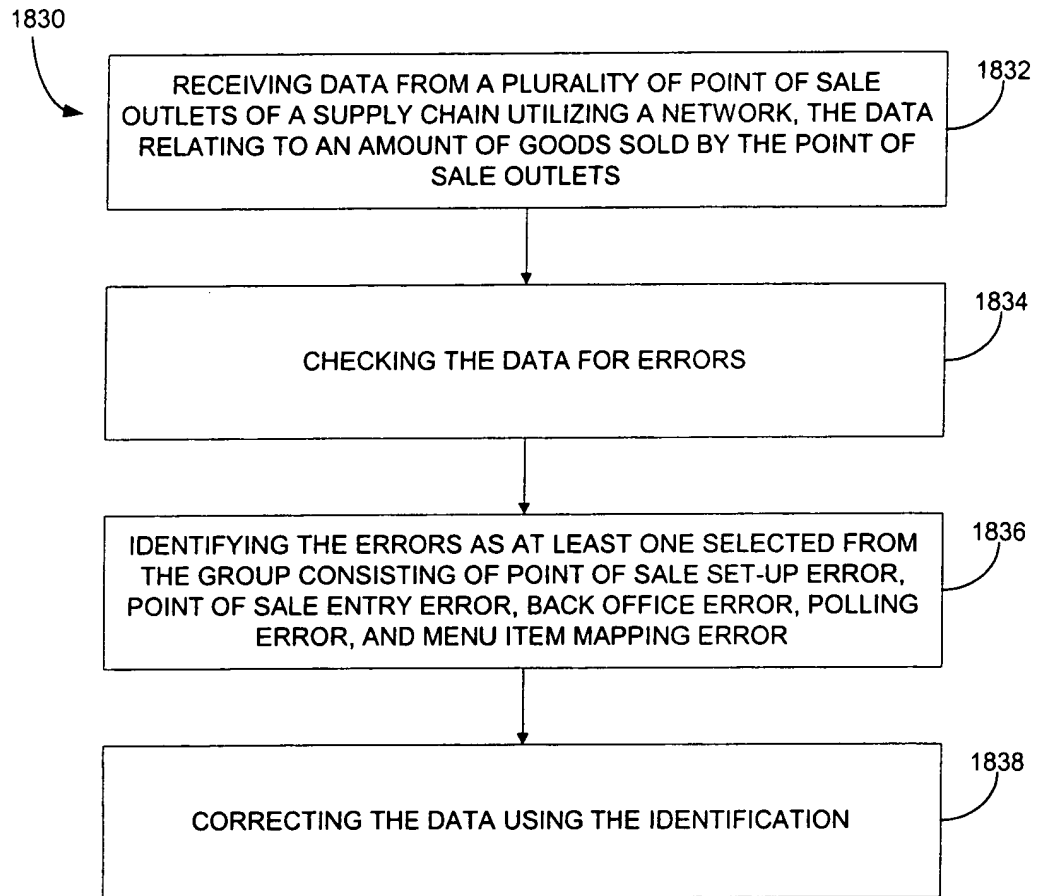 1830
RECEIVING DATA FROM A PLURALITY OF POINT OF SALE
OUTLETS OF A SUPPLY CHAIN UTILIZING A NETWORK, THE DATA
RELATING TO AN AMOUNT OF GOODS SOLD BY THE POINT OF
SALE OUTLETS
1832
CHECKING THE DATA FOR ERRORS
1834
IDENTIFYING THE ERRORS AS AT LEAST ONE SELECTED FROM
THE GROUP CONSISTING OF POINT OF SALE SET-UP ERROR,
POINT OF SALE ENTRY ERROR, BACK OFFICE ERROR, POLLING
ERROR, AND MENU ITEM MAPPING ERROR
1836
CORRECTING THE DATA USING THE IDENTIFICATION
1838